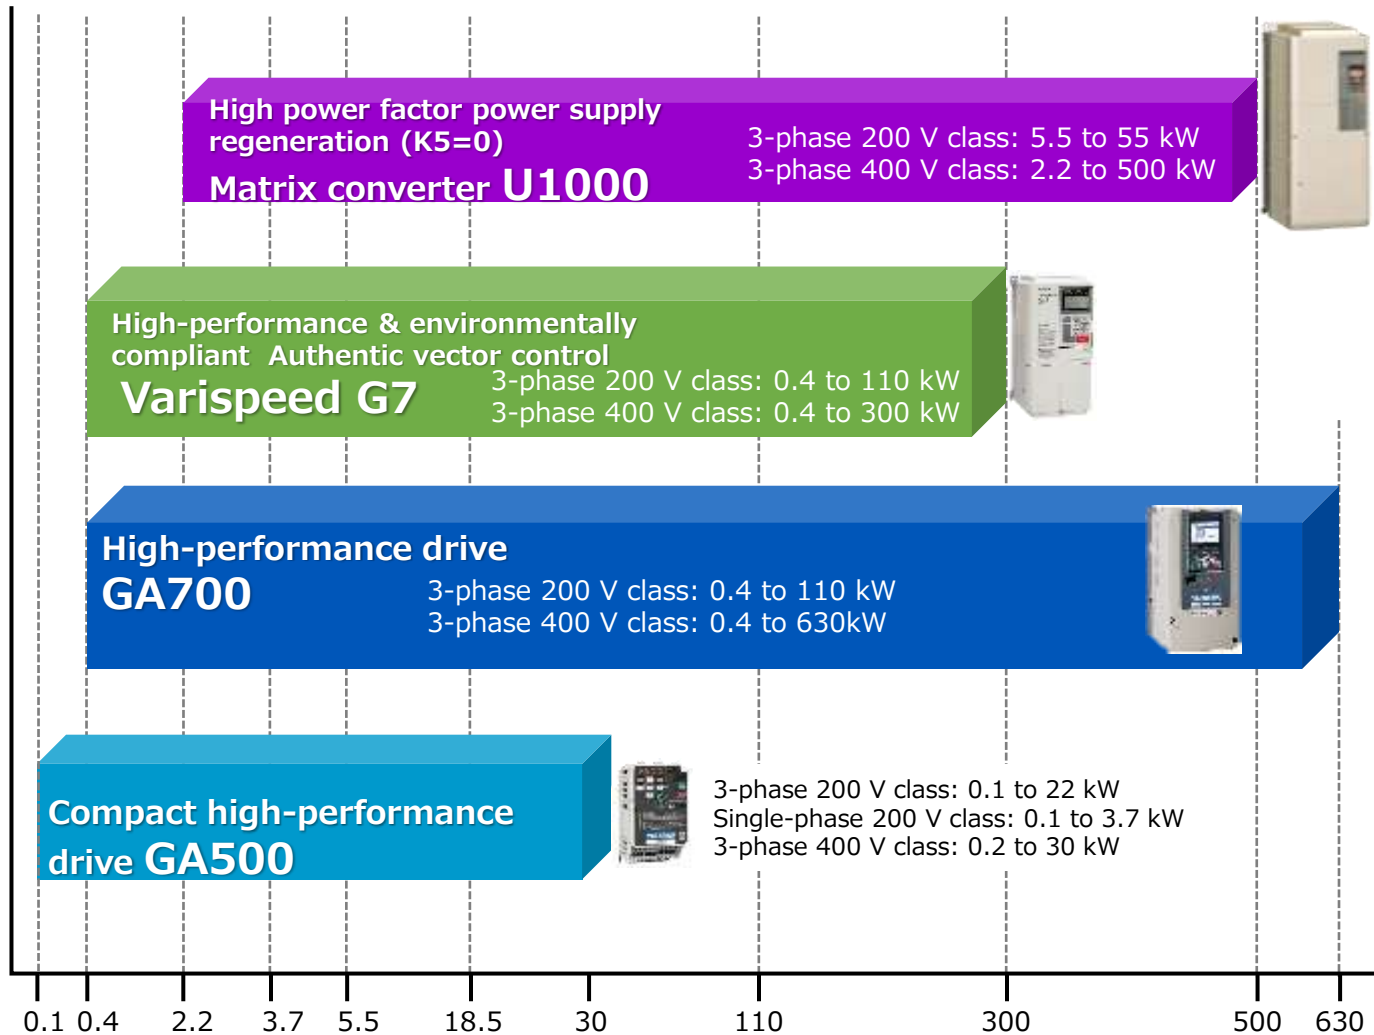 High power factor power supply
regeneration (K5=0)
Matrix converter U1000
3-phase 200 V class: 5.5 to 55 kW
3-phase 400 V class: 2.2 to 500 kW
High-performance & environmentally
compliant Authentic vector control
Varispeed G7
3-phase 200 V class: 0.4 to 110 kW
3-phase 400 V class: 0.4 to 300 kW
High-performance drive
GA700
3-phase 200 V class: 0.4 to 110 kW
3-phase 400 V class: 0.4 to 630kW
Compact high-performance
drive GA500
3-phase 200 V class: 0.1 to 22 kW
Single-phase 200 V class: 0.1 to 3.7 kW
3-phase 400 V class: 0.2 to 30 kW
0.1 0.4 2.2 3.7 5.5 18.5 30 110 300 500 630